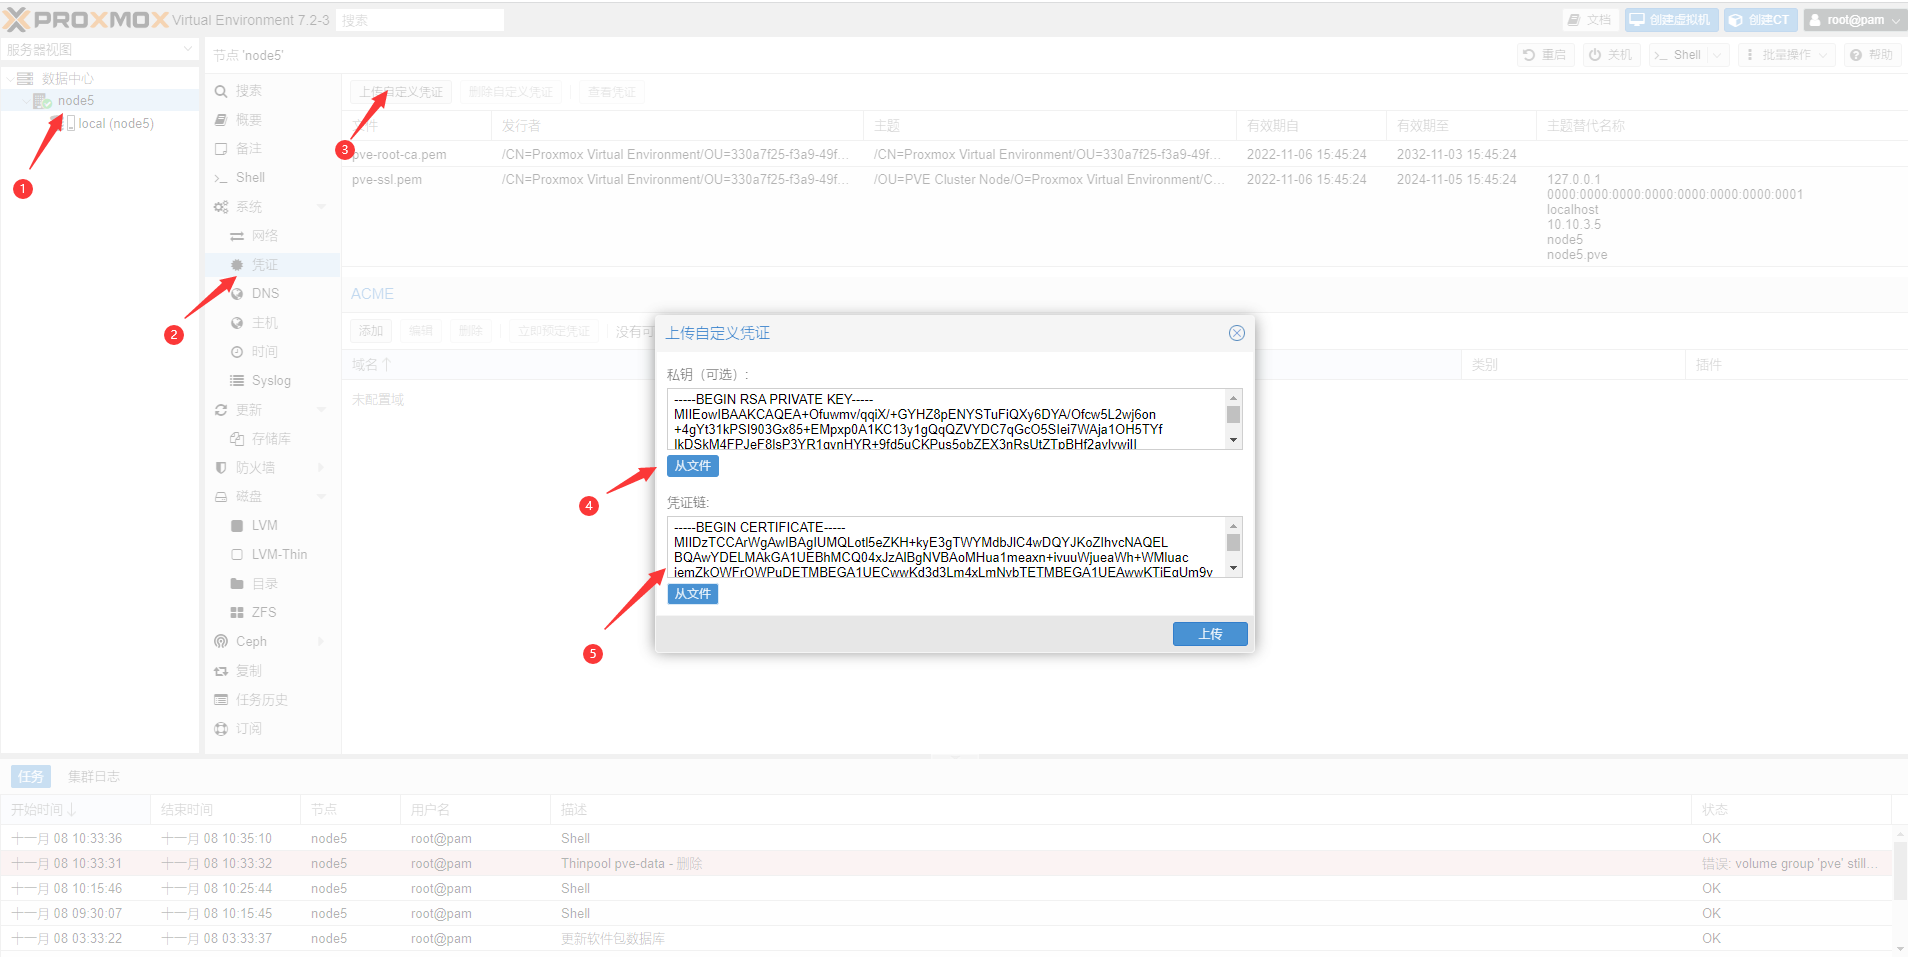 PROXMOX Virtual Environment 7.2-3 搜索 文档 创建虚拟机 创建CT root@pam
服务器视图
节点 'node5' 重启 关机 Shell 批量操作 帮助
数据中心
node5
local (node5)
搜索
概要
备注
Shell
系统
网络
凭证
DNS
主机
时间
Syslog
更新
存储库
防火墙
磁盘
LVM
LVM-Thin
目录
ZFS
Ceph
复制
任务历史
订阅
上传自定义凭证 删除自定义凭证 查看凭证
文件 发行者 主题 有效期自 有效期至 主题替代名称
pve-root-ca.pem /CN=Proxmox Virtual Environment/OU=330a7f25-f3a9-49f... /CN=Proxmox Virtual Environment/OU=330a7f25-f3a9-49f... 2022-11-06 15:45:24 2032-11-03 15:45:24
pve-ssl.pem /CN=Proxmox Virtual Environment/OU=330a7f25-f3a9-49f... /OU=PVE Cluster Node/O=Proxmox Virtual Environment/C... 2022-11-06 15:45:24 2024-11-05 15:45:24 127.0.0.1
0000:0000:0000:0000:0000:0000:0000:0001
localhost
10.10.3.5
node5
node5.pve
1
2
3
4
5
ACME
添加 编辑 删除 立即预定凭证 没有可
域名 类别 插件
未配置域
上传自定义凭证
私钥（可选）:
-----BEGIN RSA PRIVATE KEY-----
MIIEowIBAAKCAQEA+Ofuwmv/qqiX/+GYHZ8pENYSTuFiQXy6DYA/Ofcw5L2wj6on
+4gYt31kPSI903Gx85+EMpxp0A1KC13y1gQqQZVYDC7qGcO5SIei7WAja1OH5TYf
从文件
凭证链:
-----BEGIN CERTIFICATE-----
MIIDzTCCArWgAwIBAgIUMQLotI5eZKH+kyE3gTWYMdbJIC4wDQYJKoZIhvcNAQEL
BQAwYDELMAkGA1UEBhMCQ04xJzAlBgNVBAoMHua1meaxn+ivuuWjueaWh+WMluac
从文件
上传
任务 集群日志
开始时间 结束时间 节点 用户名 描述 状态
十一月 08 10:33:36 十一月 08 10:35:10 node5 root@pam Shell OK
十一月 08 10:33:31 十一月 08 10:33:32 node5 root@pam Thinpool pve-data - 删除 错误: volume group 'pve' still...
十一月 08 10:15:46 十一月 08 10:25:44 node5 root@pam Shell OK
十一月 08 09:30:07 十一月 08 10:15:45 node5 root@pam Shell OK
十一月 08 03:33:22 十一月 08 03:33:37 node5 root@pam 更新软件包数据库 OK